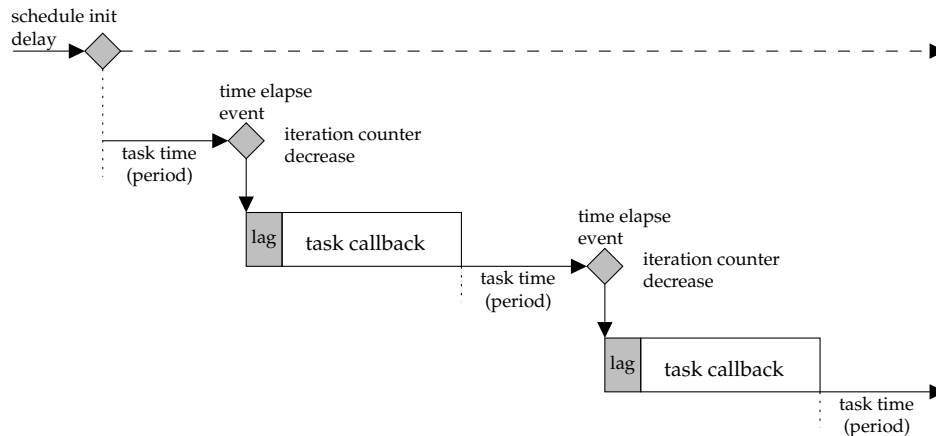 schedule init
delay
time elapse
event
iteration counter
decrease
task time
(period)
lag
task callback
time elapse
event
iteration counter
decrease
task time
(period)
lag
task callback
task time
(period)